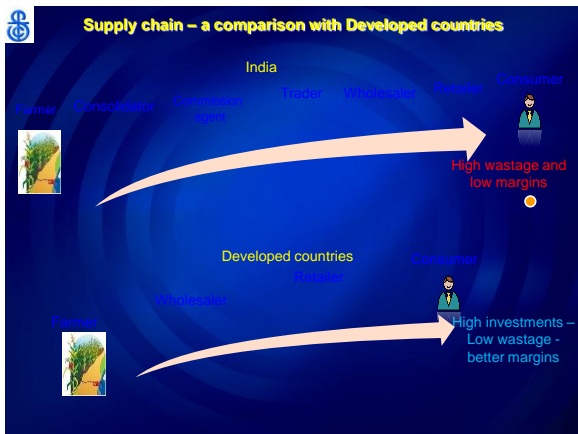 Supply chain – a comparison with Developed countries
India
Farmer
Consolidator
Commission
agent
Trader
Wholesaler
Retailer
Consumer
High wastage and
low margins
Developed countries
Farmer
Wholesaler
Retailer
Consumer
High investments –
Low wastage -
better margins